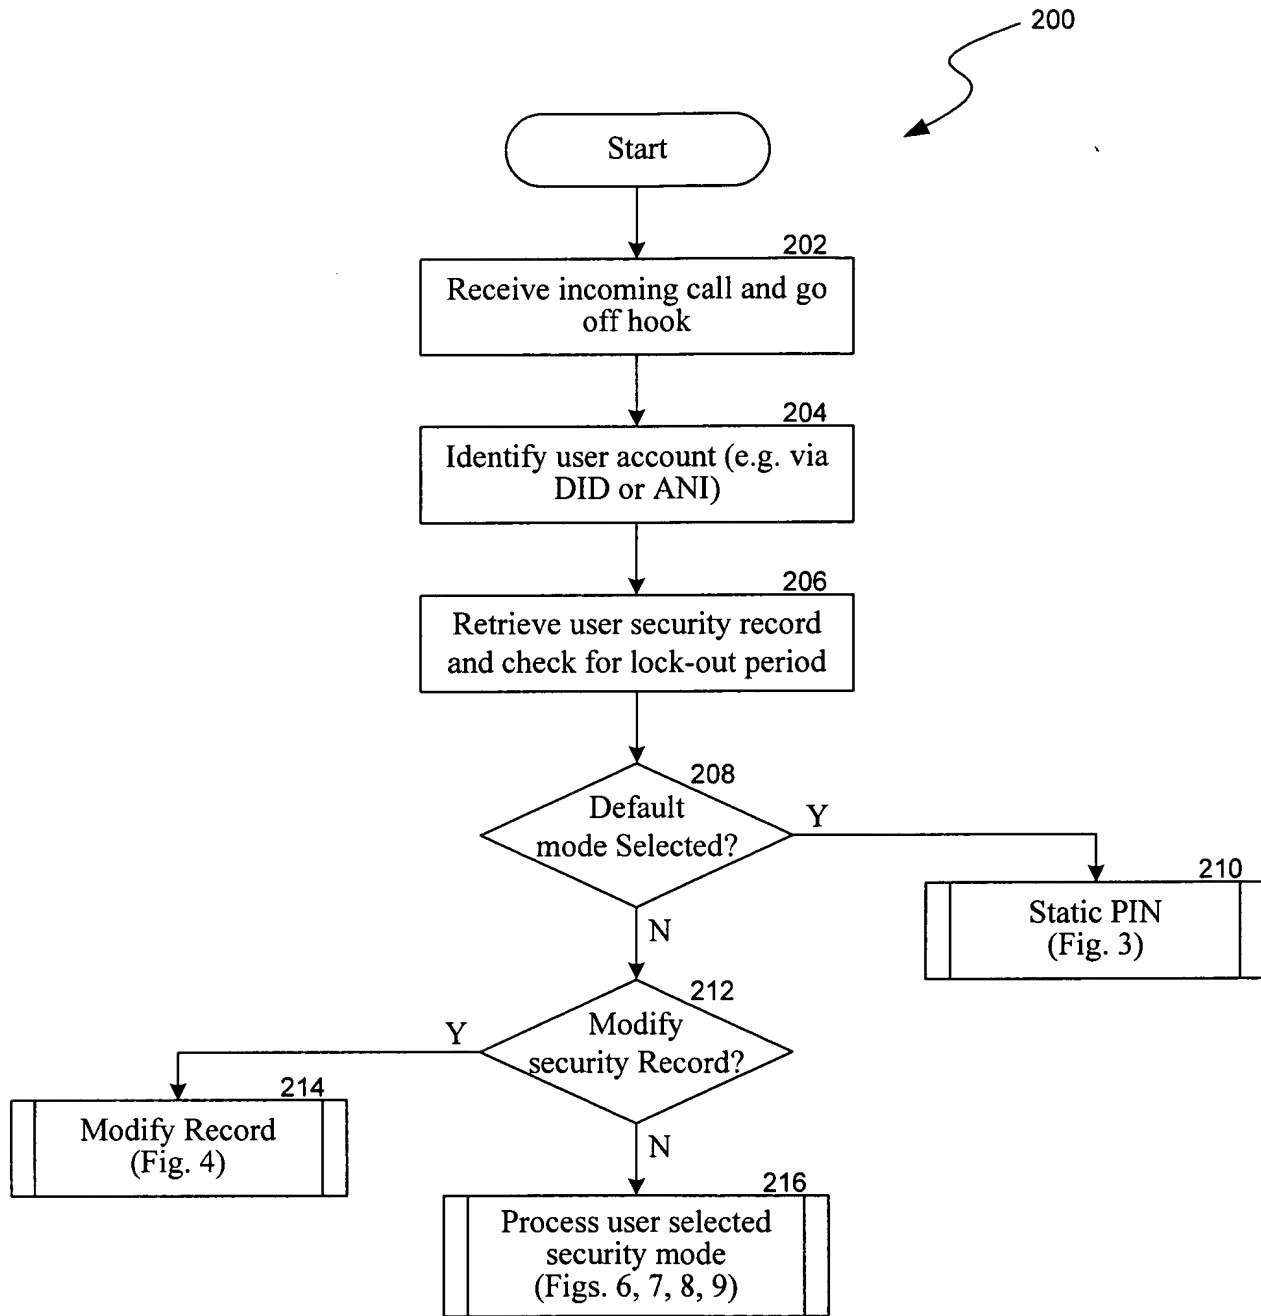 200
Start
202
Receive incoming call and go
off hook
204
Identify user account (e.g. via
DID or ANI)
206
Retrieve user security record
and check for lock-out period
208
Default
mode Selected?
Y
210
Static PIN
(Fig. 3)
N
212
Modify
security Record?
Y
214
Modify Record
(Fig. 4)
N
216
Process user selected
security mode
(Figs. 6, 7, 8, 9)